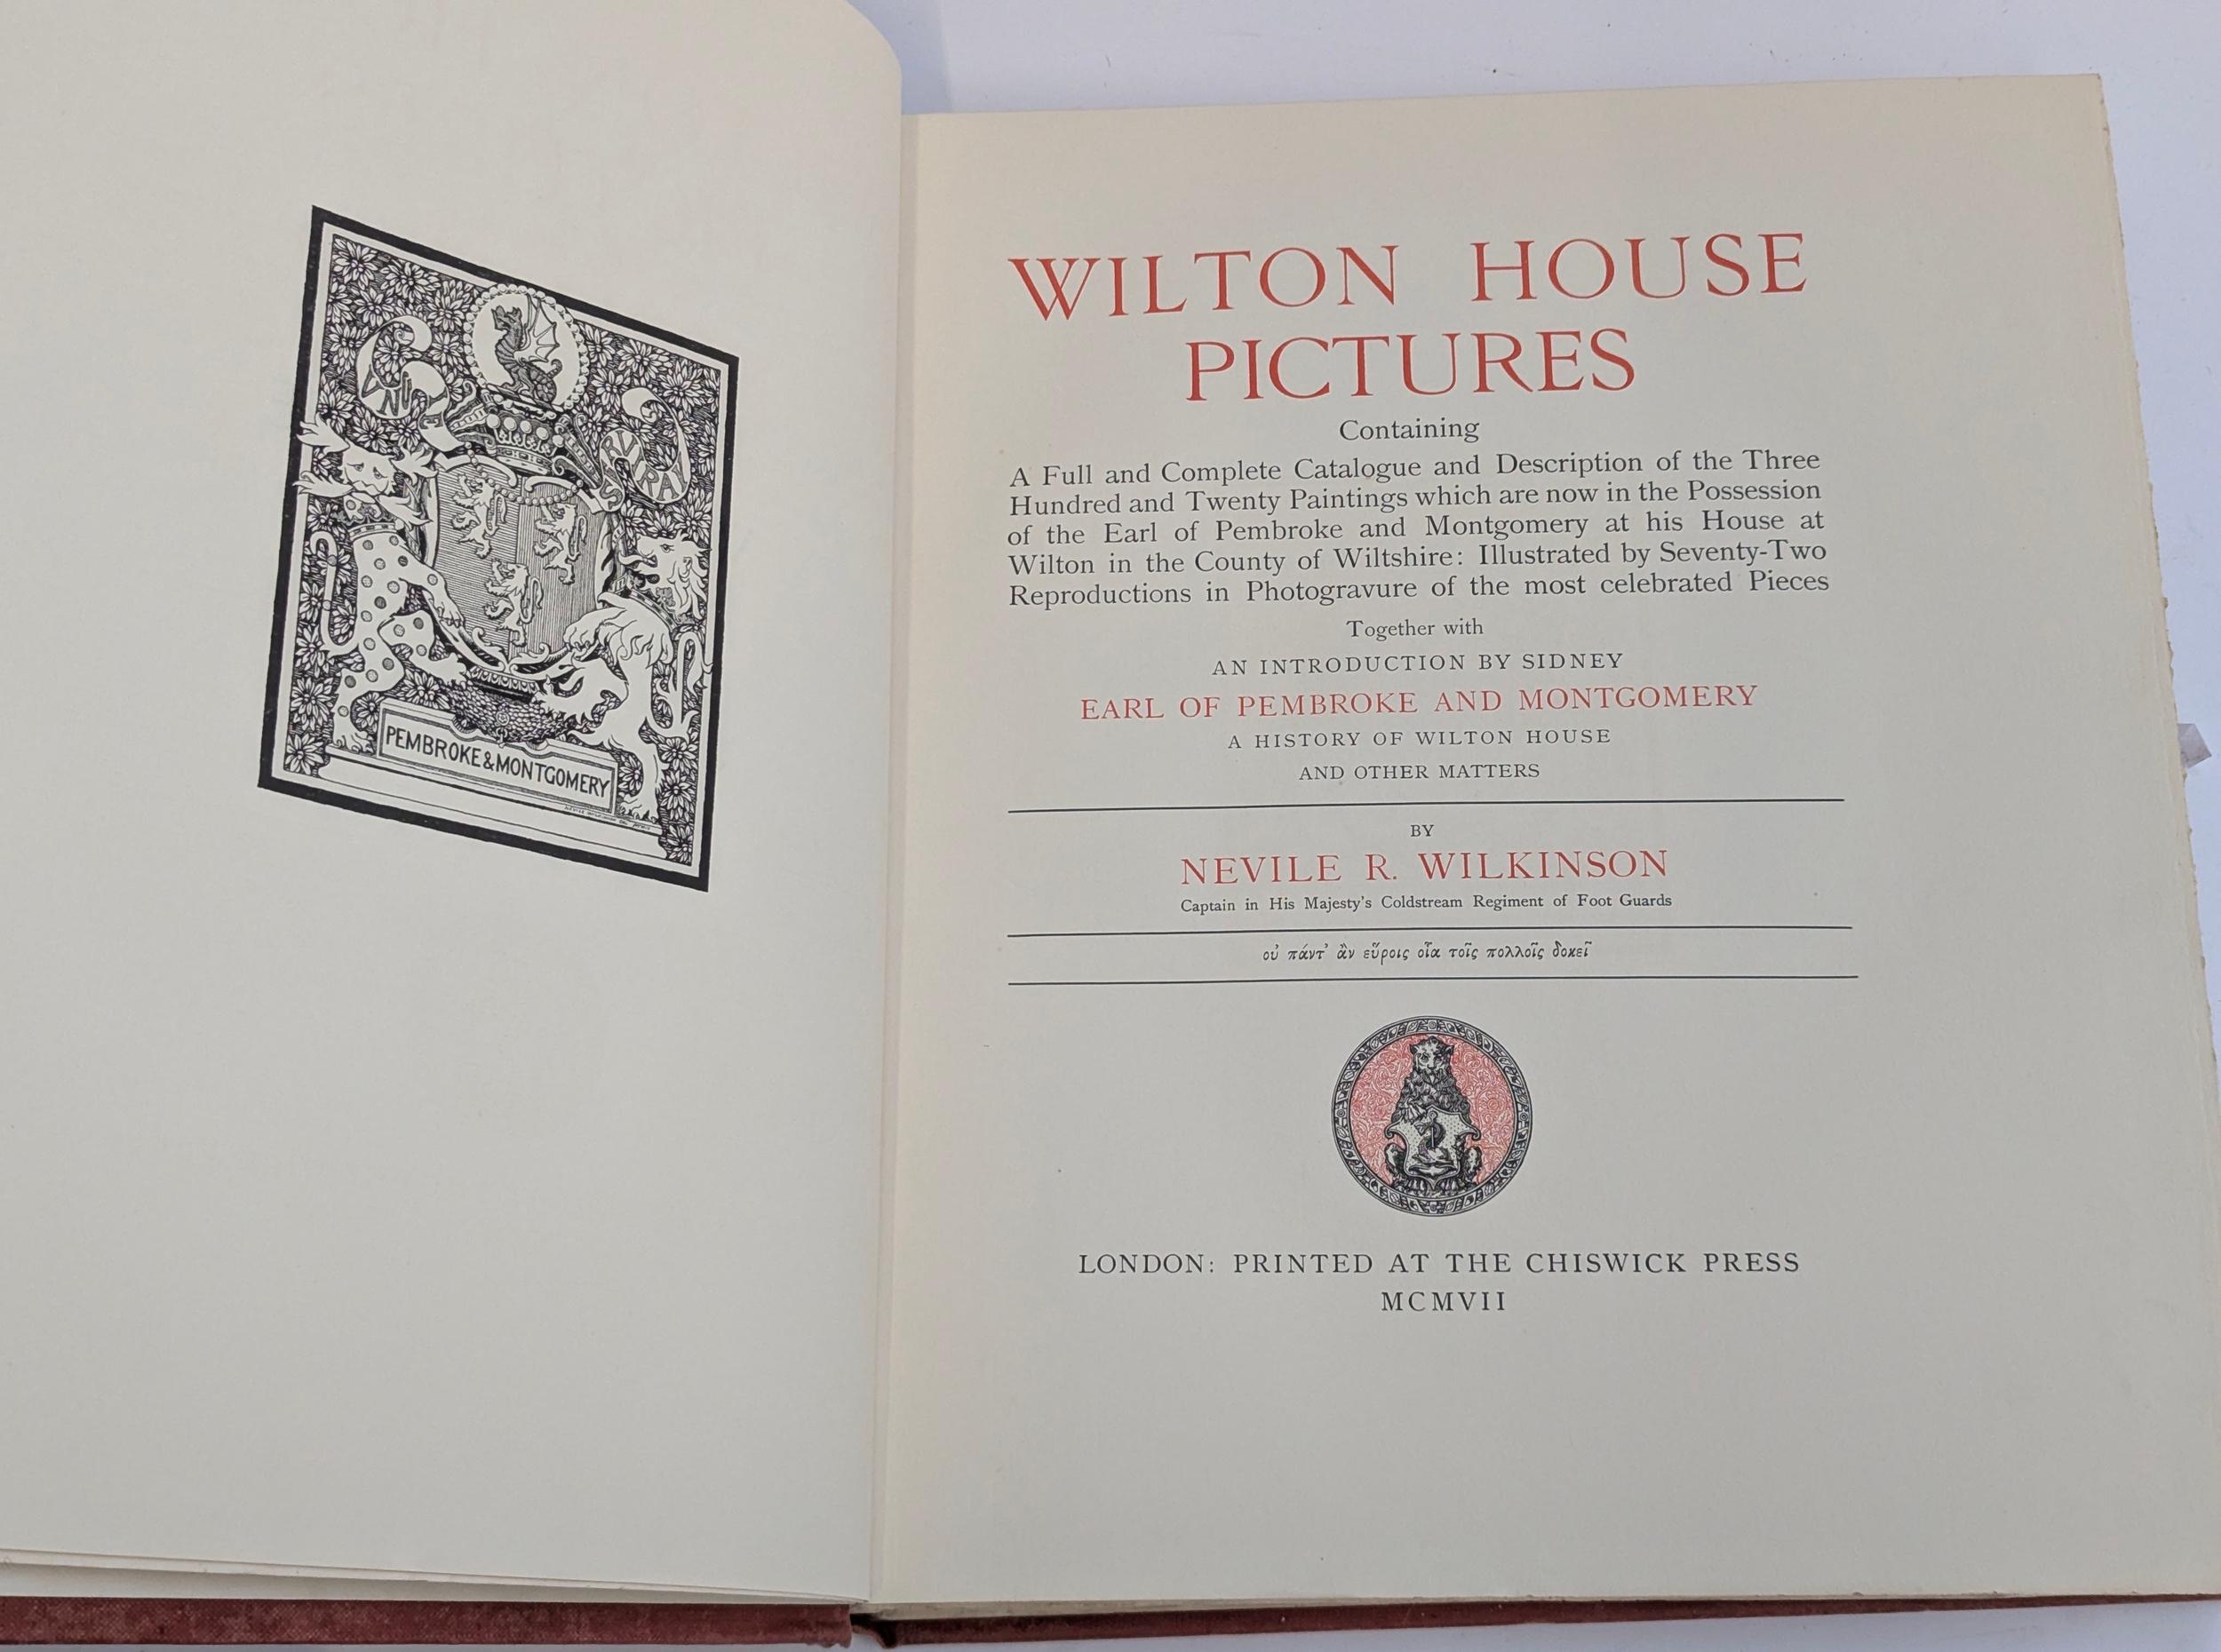 VNG
JE
SERVIRAI
PEMBROKE & MONTGOMERY
WILTON HOUSE
PICTURES
Containing
A Full and Complete Catalogue and Description of the Three
Hundred and Twenty Paintings which are now in the Possession
of the Earl of Pembroke and Montgomery at his House at
Wilton in the County of Wiltshire: Illustrated by Seventy-Two
Reproductions in Photogravure of the most celebrated Pieces
Together with
AN INTRODUCTION BY SIDNEY
EARL OF PEMBROKE AND MONTGOMERY
A HISTORY OF WILTON HOUSE
AND OTHER MATTERS
BY
NEVILE R. WILKINSON
Captain in His Majesty's Coldstream Regiment of Foot Guards
οὐ πάντ' ἂν εὕροις οἷα τοῖς πολλοῖς δοκεῖ
LONDON: PRINTED AT THE CHISWICK PRESS
MCMVII